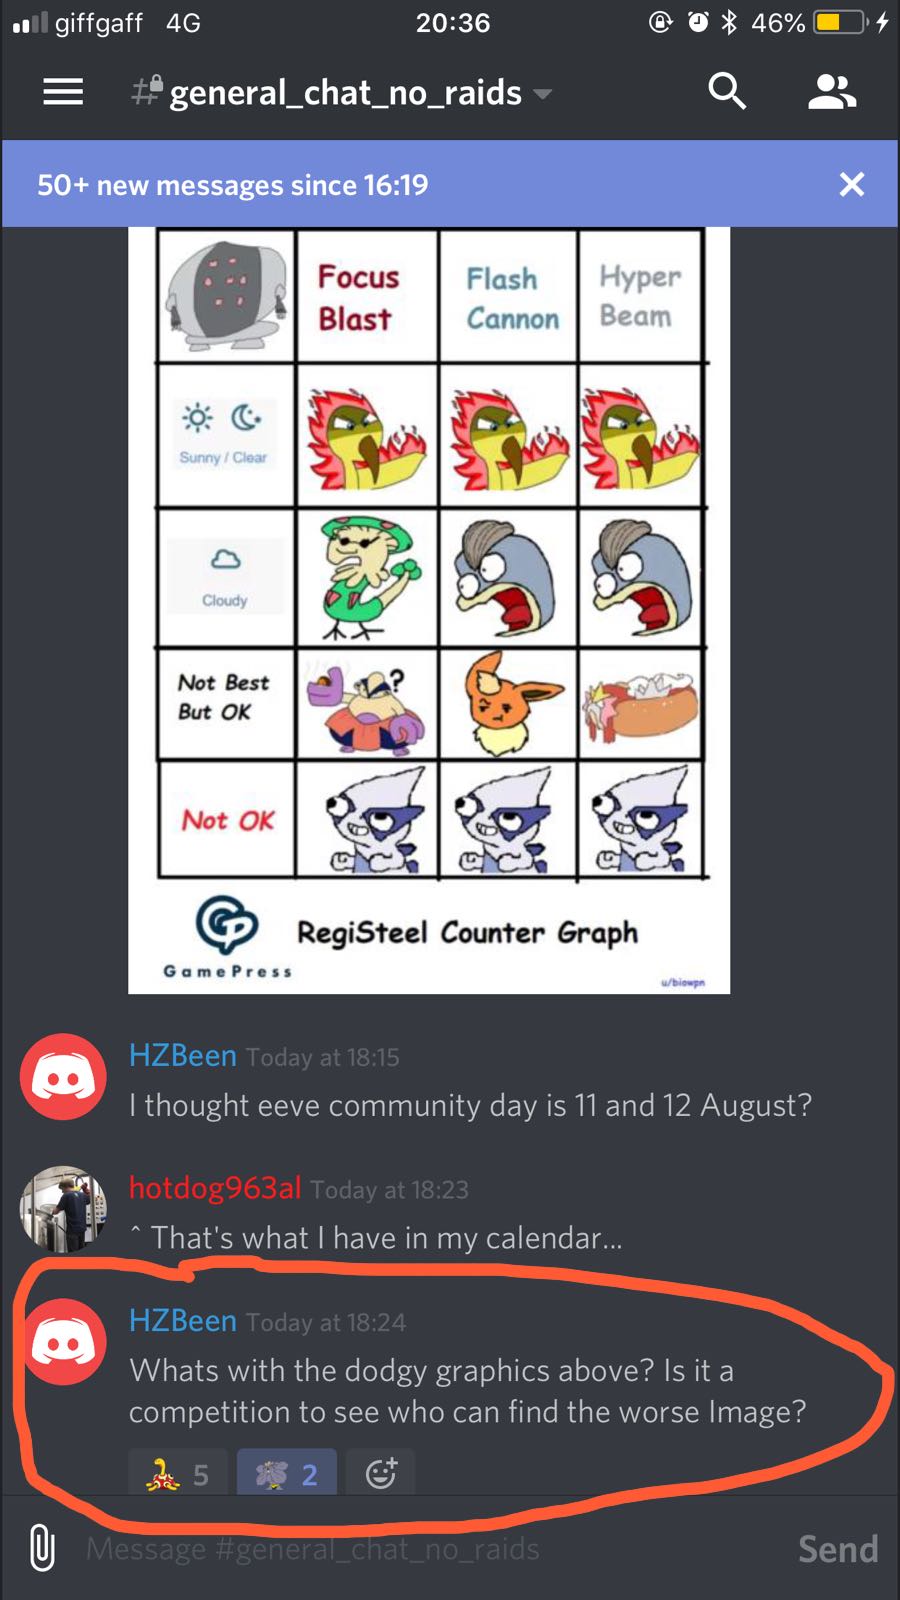 giffgaff 4G 20:36 46%
# general_chat_no_raids
50+ new messages since 16:19
Focus Blast
Flash Cannon
Hyper Beam
Sunny / Clear
Cloudy
Not Best
But OK
?
Not OK
GamePress
RegiSteel Counter Graph
u/biowpn
HZBeen Today at 18:15
I thought eeve community day is 11 and 12 August?
hotdog963al Today at 18:23
^ That's what I have in my calendar...
HZBeen Today at 18:24
Whats with the dodgy graphics above? Is it a
competition to see who can find the worse Image?
5 2
Message #general_chat_no_raids Send